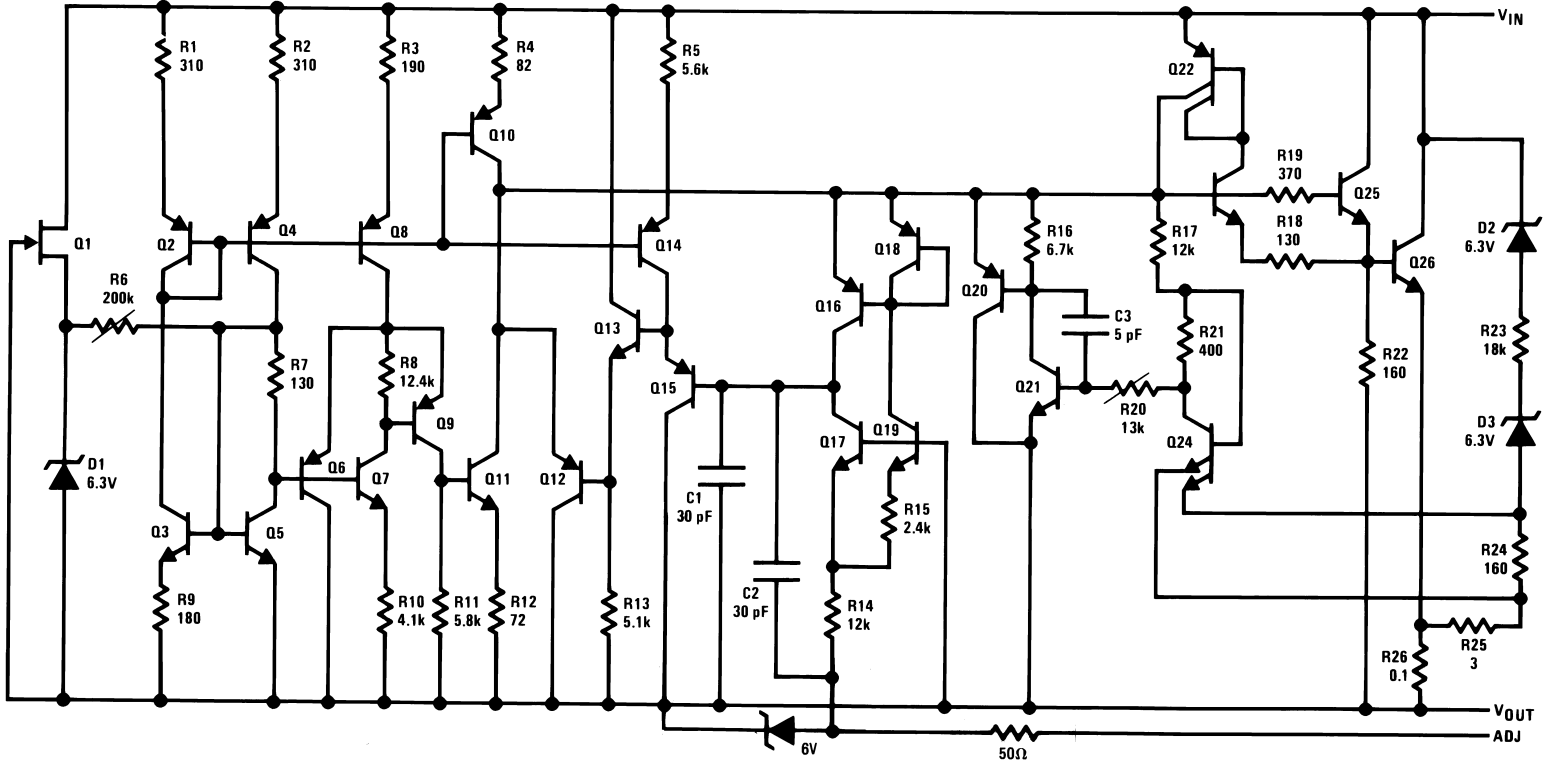 V_IN
R1
310
R2
310
R3
190
R4
82
R5
5.6k
Q22
Q10
R19
370
Q25
Q1
Q2
Q4
Q8
Q14
Q18
R16
6.7k
R17
12k
R18
130
D2
6.3V
Q26
R6
200k
Q20
Q16
Q13
C3
5 pF
R21
400
R23
18k
R7
130
R8
12.4k
R22
160
Q15
Q21
R20
13k
Q9
Q17
Q19
Q24
D3
6.3V
D1
6.3V
Q6
Q7
Q11
Q12
C1
30 pF
R15
2.4k
Q3
Q5
R24
160
R9
180
R10
4.1k
R11
5.8k
R12
72
R13
5.1k
C2
30 pF
R14
12k
R25
3
R26
0.1
V_OUT
ADJ
6V
50Ω